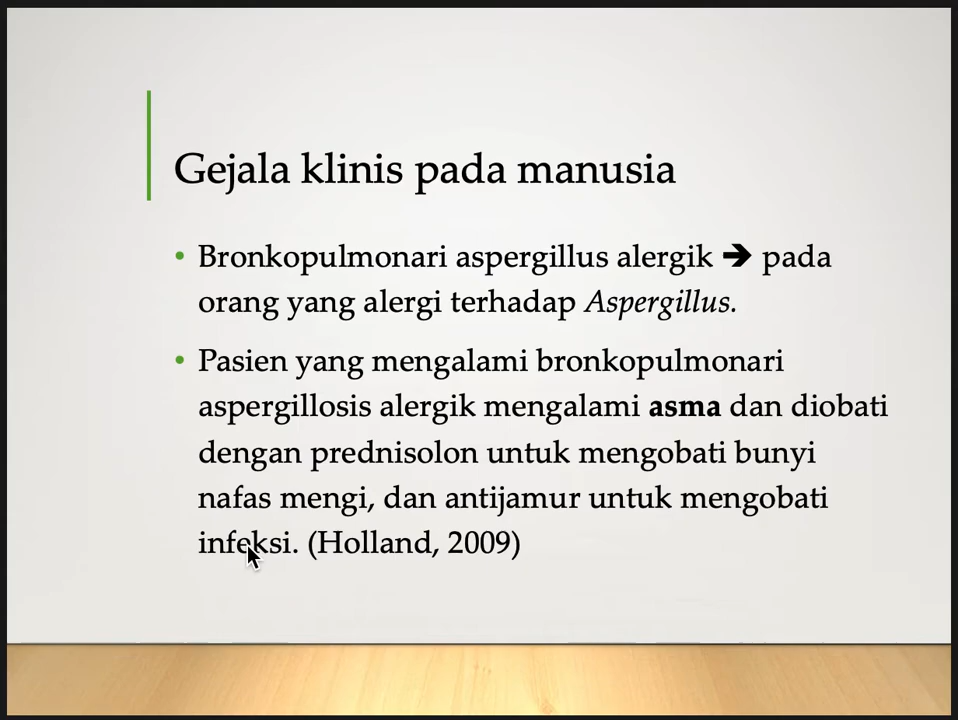 Gejala klinis pada manusia
• Bronkopulmonari aspergillus alergik ➔ pada
orang yang alergi terhadap Aspergillus.
• Pasien yang mengalami bronkopulmonari
aspergillosis alergik mengalami asma dan diobati
dengan prednisolon untuk mengobati bunyi
nafas mengi, dan antijamur untuk mengobati
infeksi. (Holland, 2009)